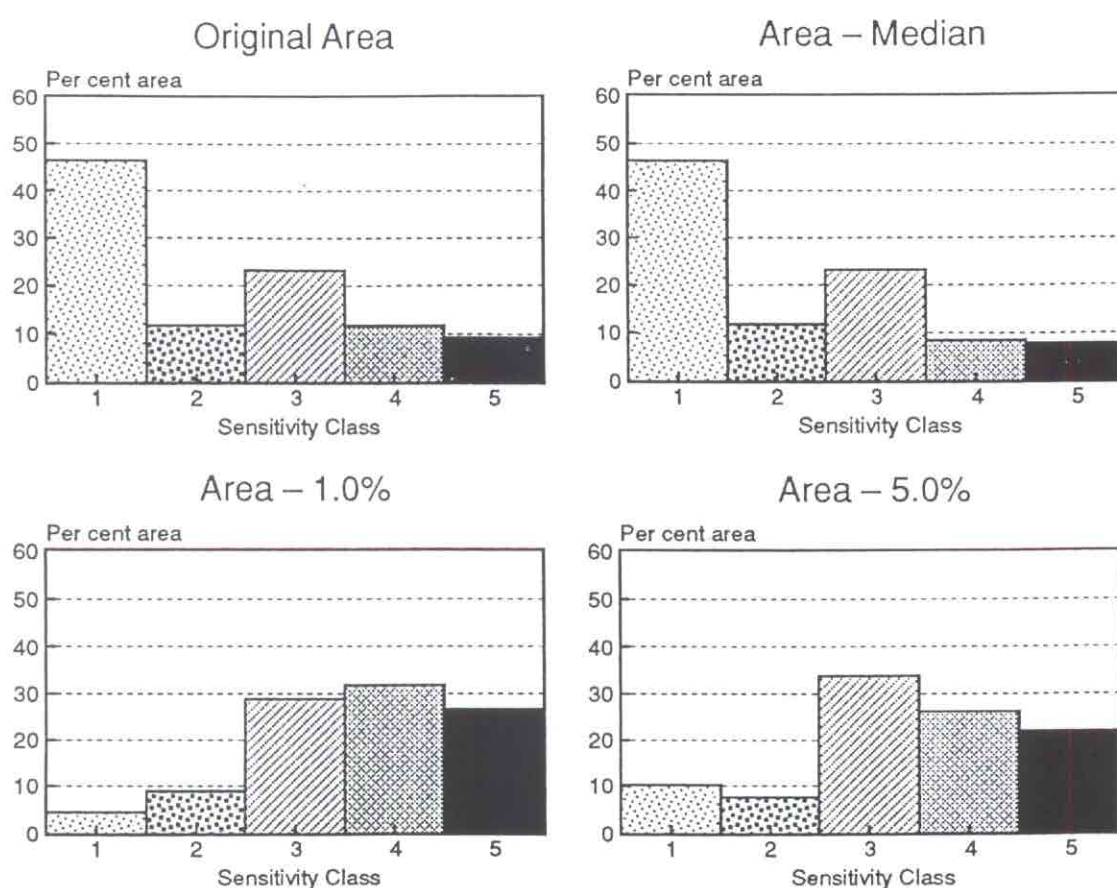 Original Area
Per cent area
60
50
40
30
20
10
0
1 2 3 4 5
Sensitivity Class
Area – Median
Per cent area
60
50
40
30
20
10
0
1 2 3 4 5
Sensitivity Class
Area – 1.0%
Per cent area
60
50
40
30
20
10
0
1 2 3 4 5
Sensitivity Class
Area – 5.0%
Per cent area
60
50
40
30
20
10
0
1 2 3 4 5
Sensitivity Class